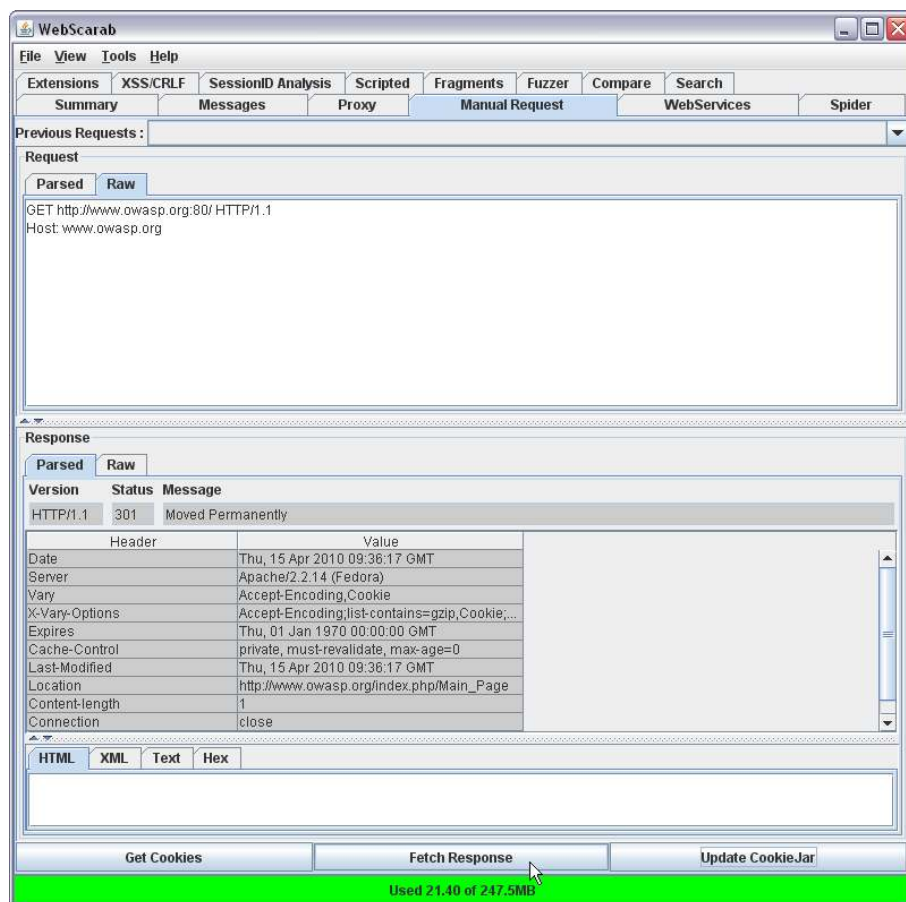 WebScarab
File View Tools Help
Extensions XSS/CRLF SessionID Analysis Scripted Fragments Fuzzer Compare Search
Summary Messages Proxy Manual Request WebServices Spider
Previous Requests :
Request
Parsed Raw
GET http://www.owasp.org:80/ HTTP/1.1
Host: www.owasp.org
Response
Parsed Raw
Version Status Message
HTTP/1.1 301 Moved Permanently
Header Value
Date Thu, 15 Apr 2010 09:36:17 GMT
Server Apache/2.2.14 (Fedora)
Vary Accept-Encoding,Cookie
X-Vary-Options Accept-Encoding;list-contains=gzip,Cookie;...
Expires Thu, 01 Jan 1970 00:00:00 GMT
Cache-Control private, must-revalidate, max-age=0
Last-Modified Thu, 15 Apr 2010 09:36:17 GMT
Location http://www.owasp.org/index.php/Main_Page
Content-length 1
Connection close
HTML XML Text Hex
Get Cookies Fetch Response Update CookieJar
Used 21.40 of 247.5MB